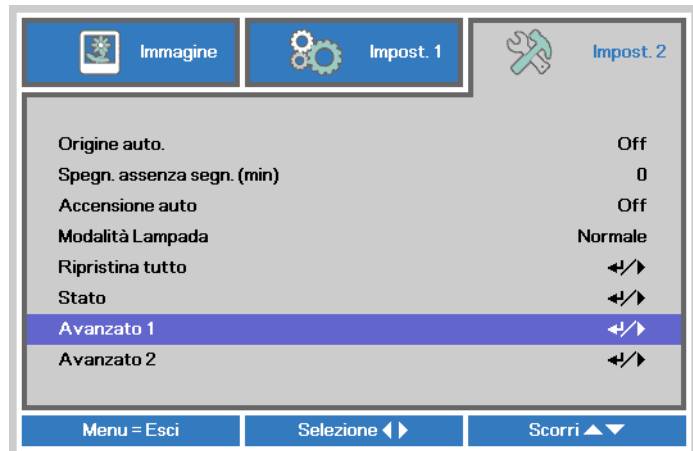 Immagine
Impost. 1
Impost. 2
Origine auto. Off
Spegn. assenza segn. (min) 0
Accensione auto Off
Modalità Lampada Normale
Ripristina tutto
Stato
Avanzato 1
Avanzato 2
Menu = Esci
Selezione
Scorri